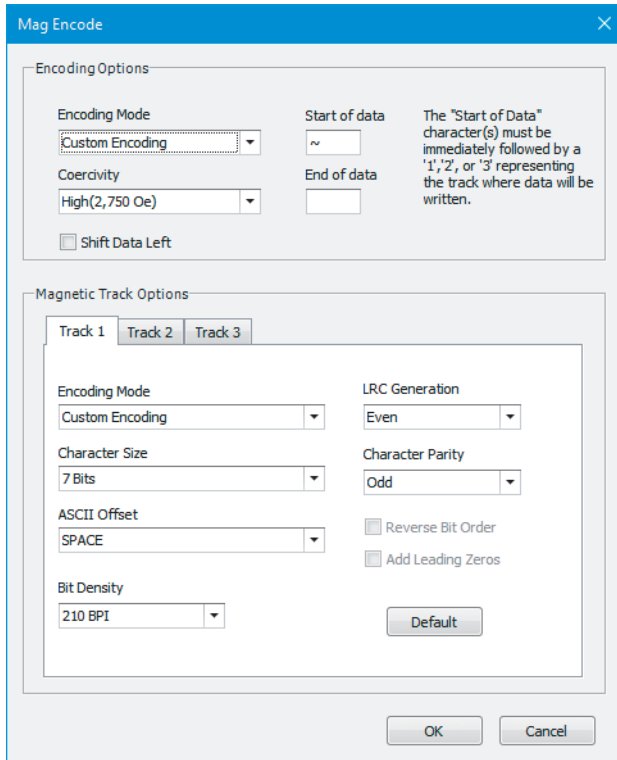 Mag Encode
Encoding Options
Encoding Mode
Custom Encoding
Start of data
~
The "Start of Data"
character(s) must be
immediately followed by a
'1','2', or '3' representing
the track where data will be
written.
Coercivity
High(2,750 Oe)
End of data
Shift Data Left
Magnetic Track Options
Track 1
Track 2
Track 3
Encoding Mode
Custom Encoding
LRC Generation
Even
Character Size
7 Bits
Character Parity
Odd
ASCII Offset
SPACE
Reverse Bit Order
Add Leading Zeros
Bit Density
210 BPI
Default
OK
Cancel